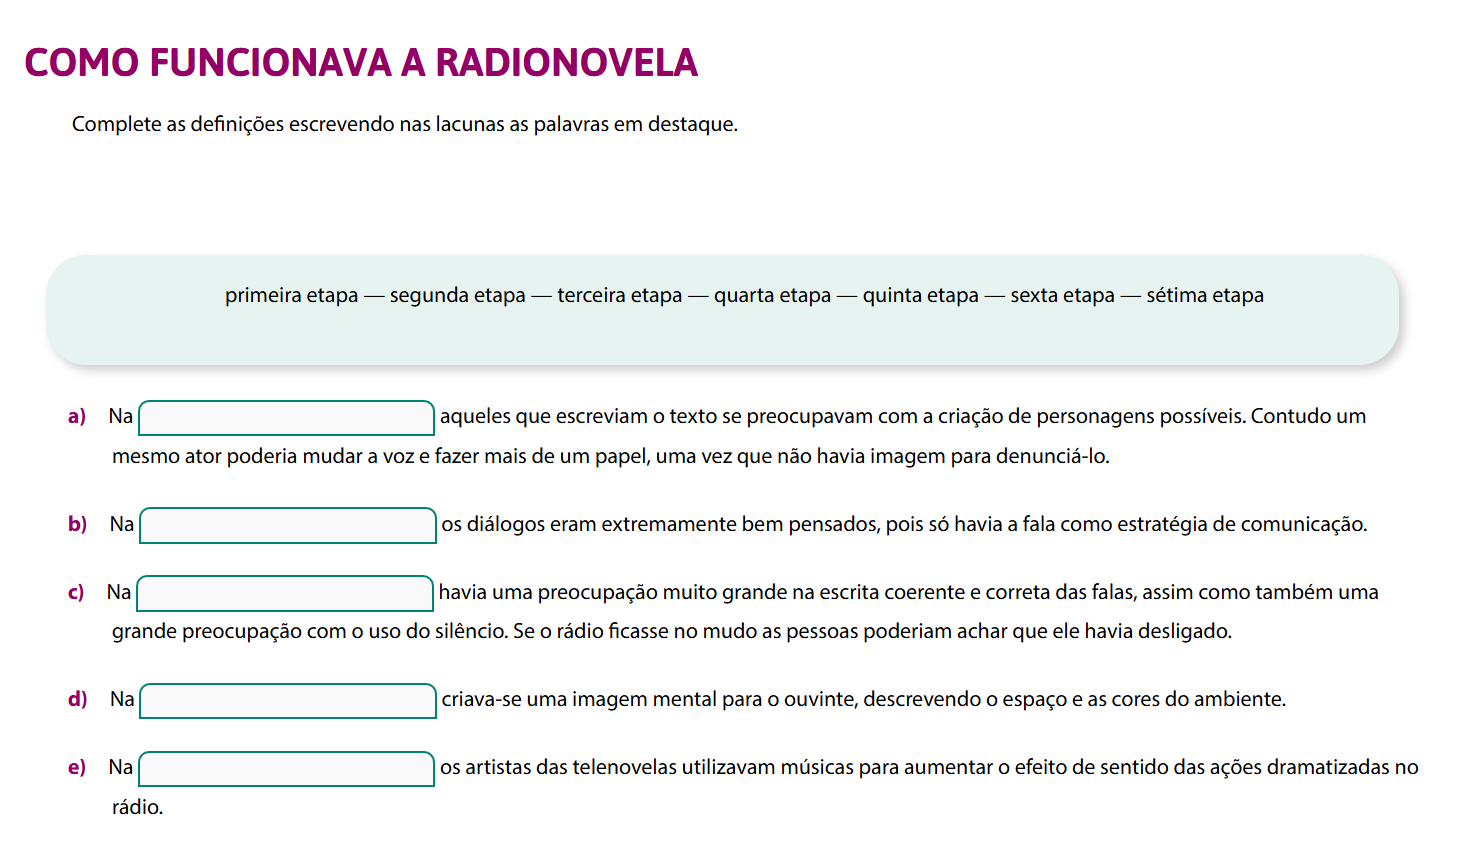 COMO FUNCIONAVA A RADIONOVELA
Complete as definições escrevendo nas lacunas as palavras em destaque.
primeira etapa — segunda etapa — terceira etapa — quarta etapa — quinta etapa — sexta etapa — sétima etapa
a) Na aqueles que escreviam o texto se preocupavam com a criação de personagens possíveis. Contudo um
mesmo ator poderia mudar a voz e fazer mais de um papel, uma vez que não havia imagem para denunciá-lo.
b) Na os diálogos eram extremamente bem pensados, pois só havia a fala como estratégia de comunicação.
c) Na havia uma preocupação muito grande na escrita coerente e correta das falas, assim como também uma
grande preocupação com o uso do silêncio. Se o rádio ficasse no mudo as pessoas poderiam achar que ele havia desligado.
d) Na criava-se uma imagem mental para o ouvinte, descrevendo o espaço e as cores do ambiente.
e) Na os artistas das telenovelas utilizavam músicas para aumentar o efeito de sentido das ações dramatizadas no
rádio.